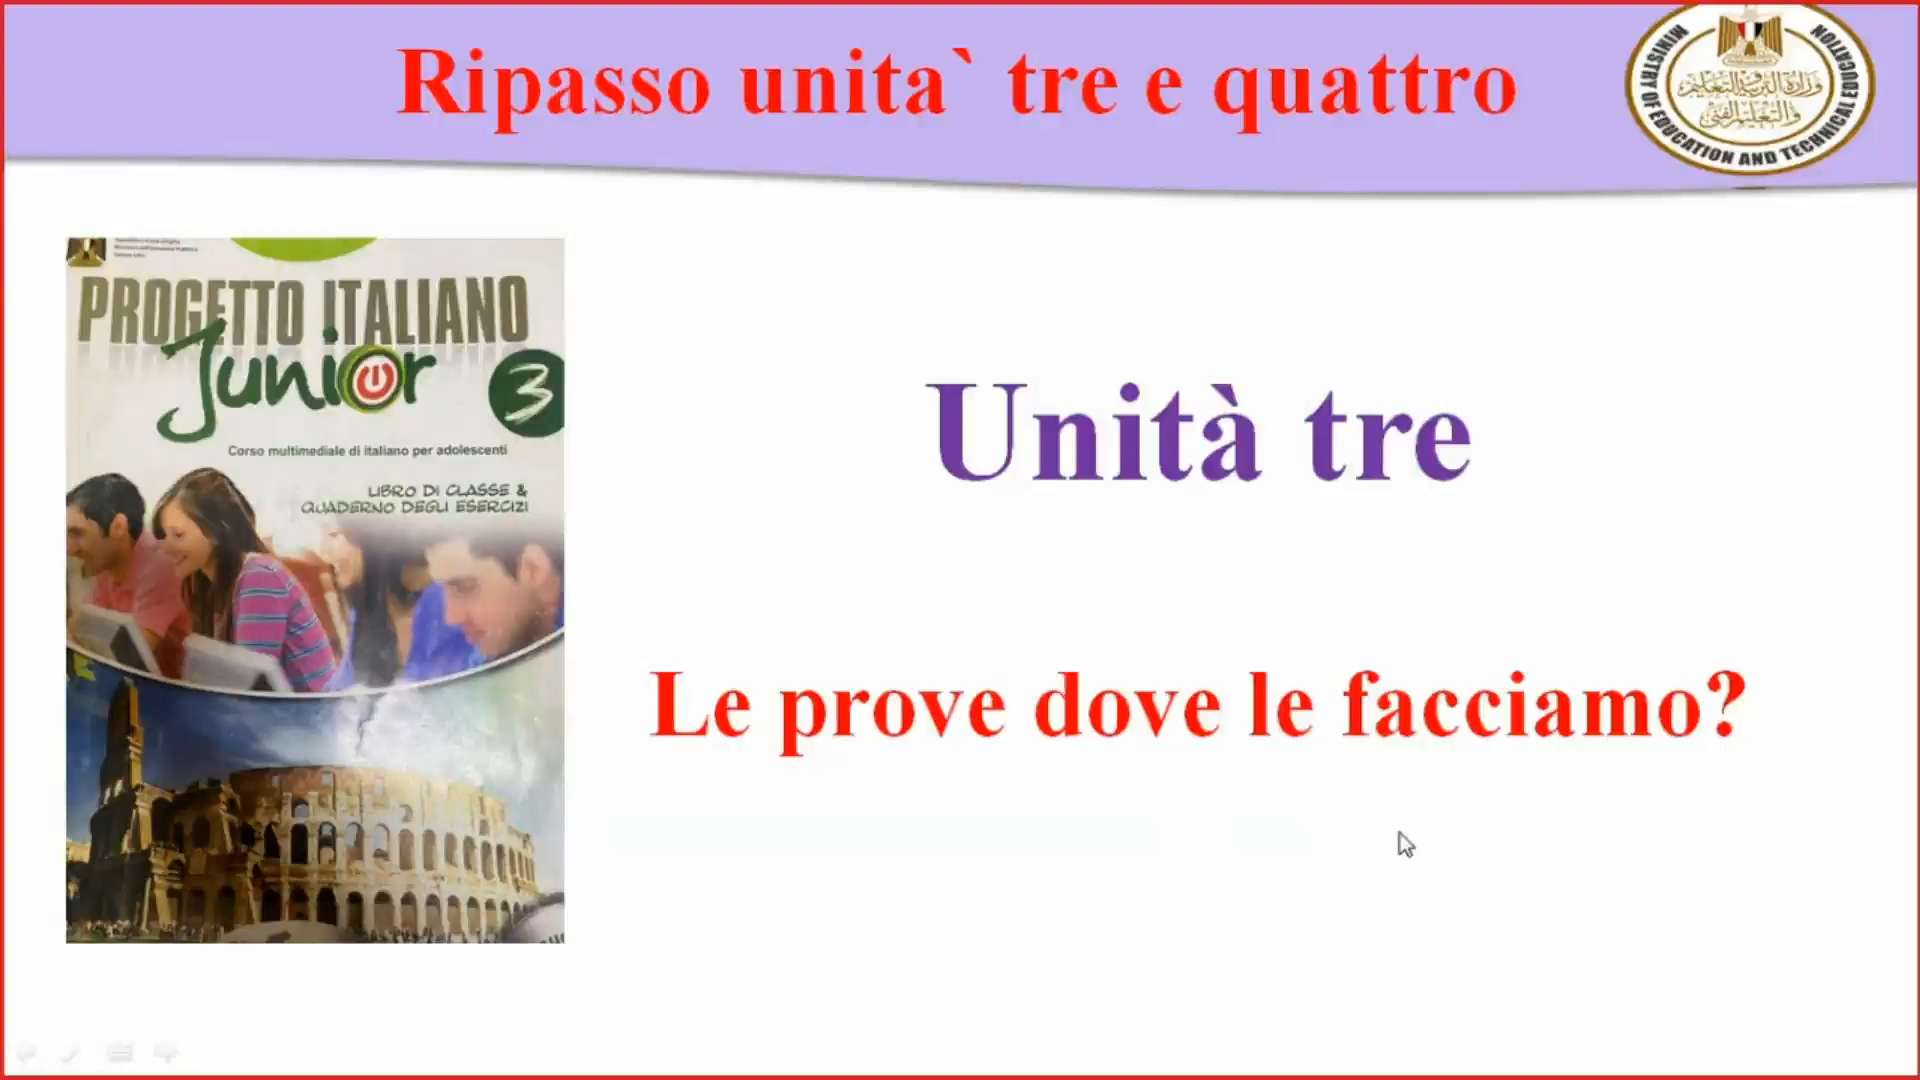 Ripasso unita` tre e quattro
MINISTRY OF EDUCATION AND TECHNICAL EDUCATION
وزارة التربية والتعليم
والتعليم الفني
PROGETTO ITALIANO
Junior 3
Corso multimediale di italiano per adolescenti
LIBRO DI CLASSE &
QUADERNO DEGLI ESERCIZI
Unità tre
Le prove dove le facciamo?